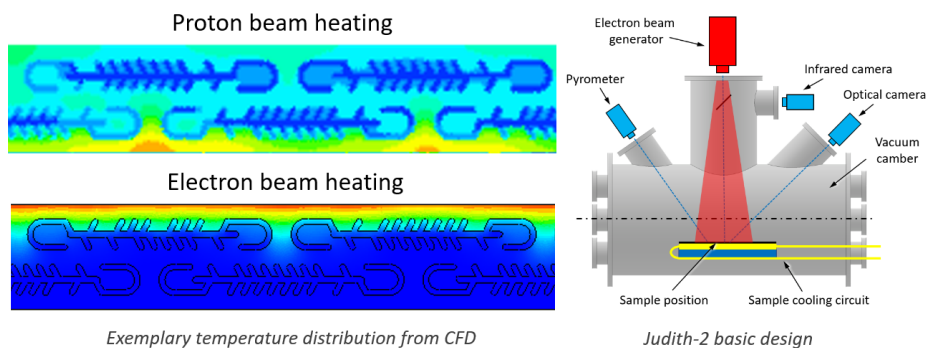 Proton beam heating
Electron beam heating
Exemplary temperature distribution from CFD
Electron beam
generator
Pyrometer
Infrared camera
Optical camera
Vacuum
camber
Sample position
Sample cooling circuit
Judith-2 basic design